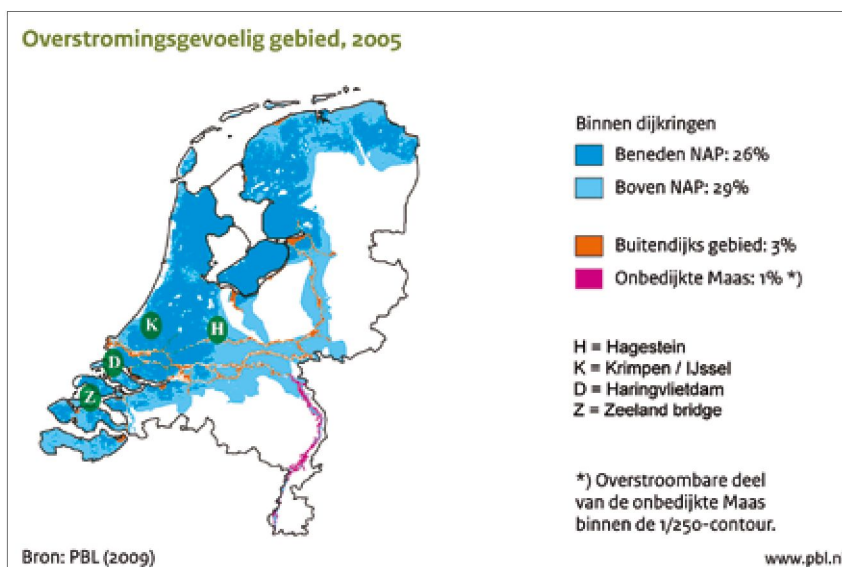 Overstromingsgevoelig gebied, 2005
Binnen dijkringen
Beneden NAP: 26%
Boven NAP: 29%
Buitendijks gebied: 3%
Onbedijkte Maas: 1% *)
K
H
D
Z
H = Hagestein
K = Krimpen / IJssel
D = Haringvlietdam
Z = Zeeland bridge
*) Overstroombare deel
van de onbedijkte Maas
binnen de 1/250-contour.
Bron: PBL (2009)
www.pbl.nl